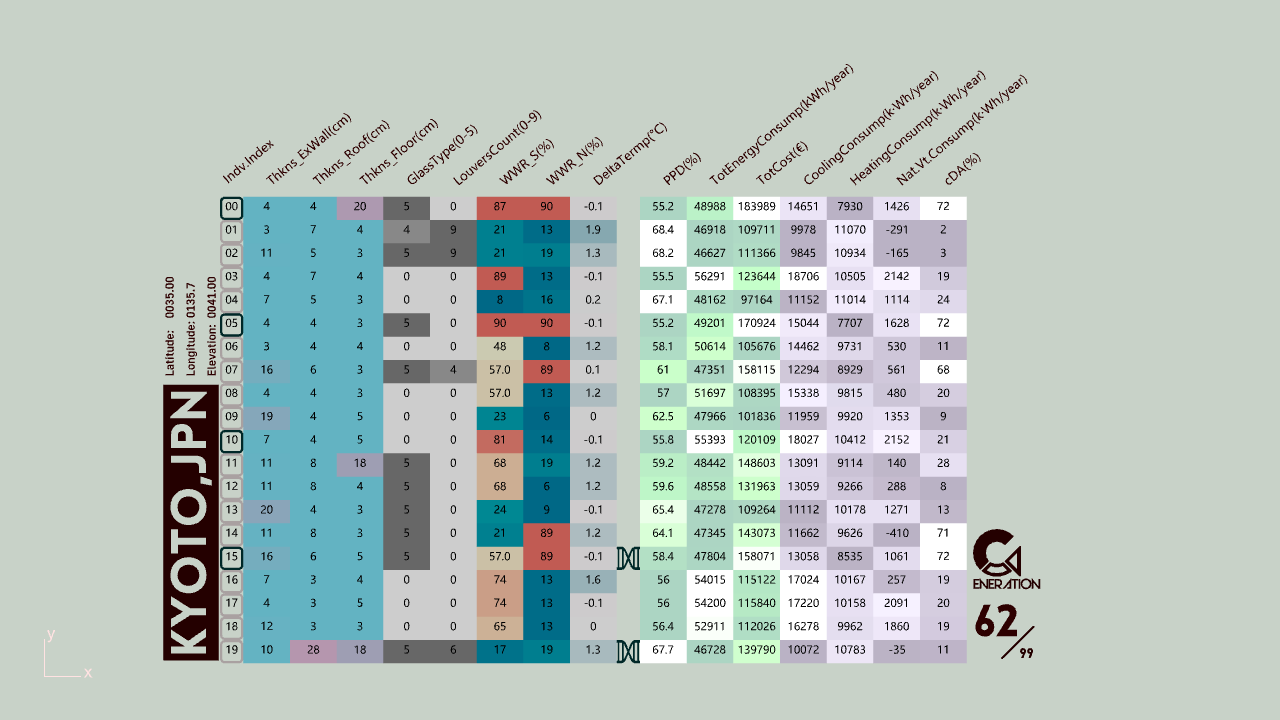 Indv.Index Thkns_ExWall(cm) Thkns_Roof(cm) Thkns_Floor(cm) GlassType(0-5) LouversCount(0-9) WWR_S(%) WWR_N(%) DeltaTermp(°C) PPD(%) TotEnergyConsump(kWh/year) TotCost(€) CoolingConsump(k·Wh/year) HeatingConsump(k·Wh/year) Nat.Vt.Consump(k·Wh/year) cDA(%)
00 4 4 20 5 0 87 90 -0.1 55.2 48988 183989 14651 7930 1426 72
01 3 7 4 4 9 21 13 1.9 68.4 46918 109711 9978 11070 -291 2
02 11 5 3 5 9 21 19 1.3 68.2 46627 111366 9845 10934 -165 3
03 4 7 4 0 0 89 13 -0.1 55.5 56291 123644 18706 10505 2142 19
04 7 5 3 0 0 8 16 0.2 67.1 48162 97164 11152 11014 1114 24
05 4 4 3 5 0 90 90 -0.1 55.2 49201 170924 15044 7707 1628 72
06 3 4 4 0 0 48 8 1.2 58.1 50614 105676 14462 9731 530 11
07 16 6 3 5 4 57.0 89 0.1 61 47351 158115 12294 8929 561 68
08 4 4 3 0 0 57.0 13 1.2 57 51697 108395 15338 9815 480 20
09 19 4 5 0 0 23 6 0 62.5 47966 101836 11959 9920 1353 9
10 7 4 5 0 0 81 14 -0.1 55.8 55393 120109 18027 10412 2152 21
11 11 8 18 5 0 68 19 1.2 59.2 48442 148603 13091 9114 140 28
12 11 8 4 5 0 68 6 1.2 59.6 48558 131963 13059 9266 288 8
13 20 4 3 5 0 24 9 -0.1 65.4 47278 109264 11112 10178 1271 13
14 11 8 3 5 0 21 89 1.2 64.1 47345 143073 11662 9626 -410 71
15 16 6 5 5 0 57.0 89 -0.1 58.4 47804 158071 13058 8535 1061 72
16 7 3 4 0 0 74 13 1.6 56 54015 115122 17024 10167 257 19
17 4 3 5 0 0 74 13 -0.1 56 54200 115840 17220 10158 2091 20
18 12 3 3 0 0 65 13 0 56.4 52911 112026 16278 9962 1860 19
19 10 28 18 5 6 17 19 1.3 67.7 46728 139790 10072 10783 -35 11
Latitude: 0035.00
Longitude: 0135.7
Elevation: 0041.00
KYOTO,JPN
GENERATION
62/99
y
x